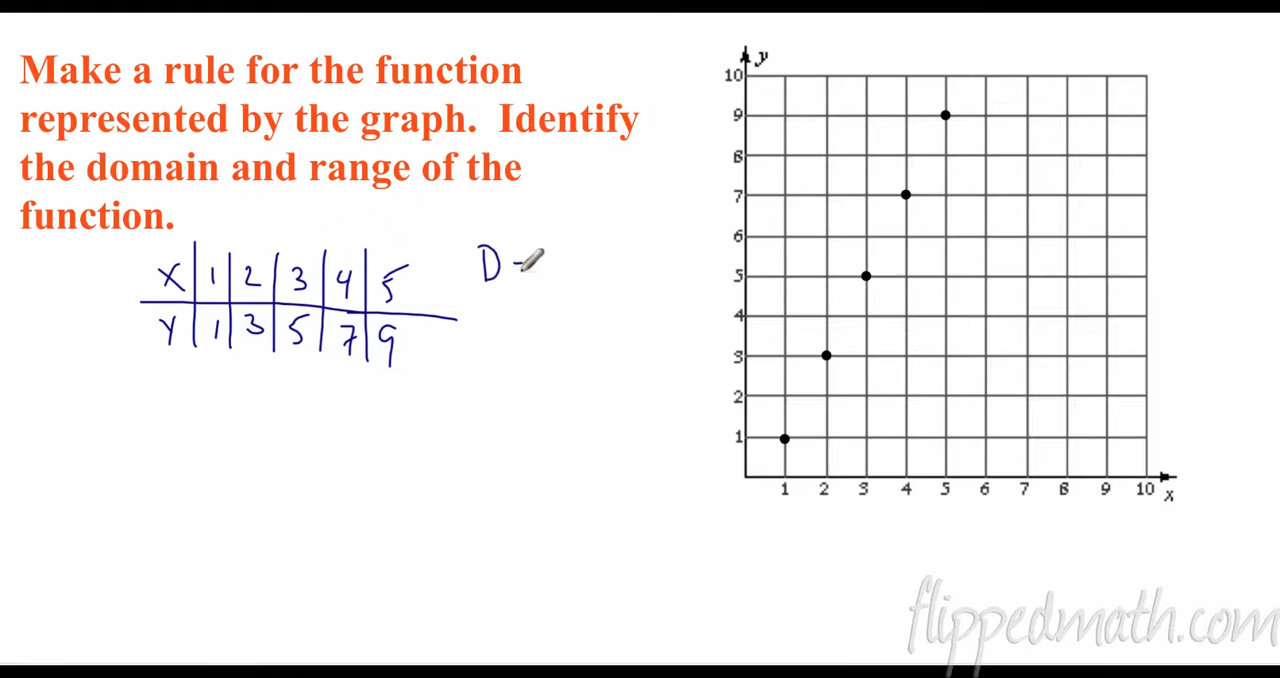 Make a rule for the function
represented by the graph. Identify
the domain and range of the
function.
X 1 2 3 4 5
Y 1 3 5 7 9
D -
y
10
9
8
7
6
5
4
3
2
1
1 2 3 4 5 6 7 8 9 10
x
flippedmath.com